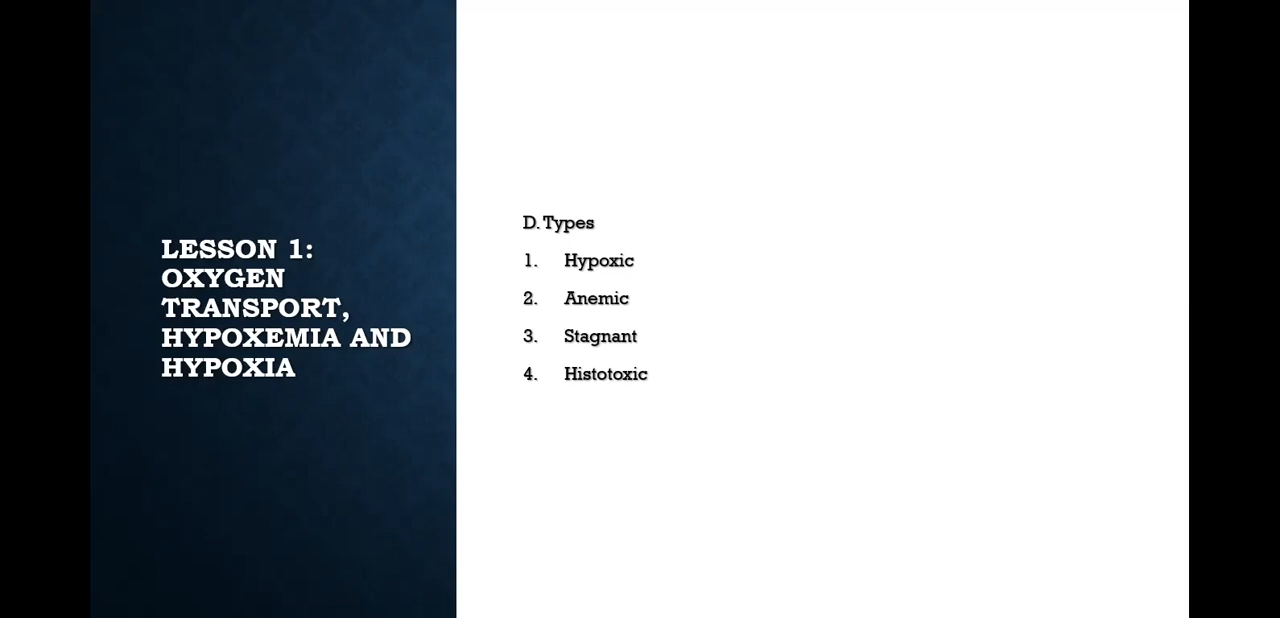 LESSON 1:
OXYGEN
TRANSPORT,
HYPOXEMIA AND
HYPOXIA
D. Types
1. Hypoxic
2. Anemic
3. Stagnant
4. Histotoxic